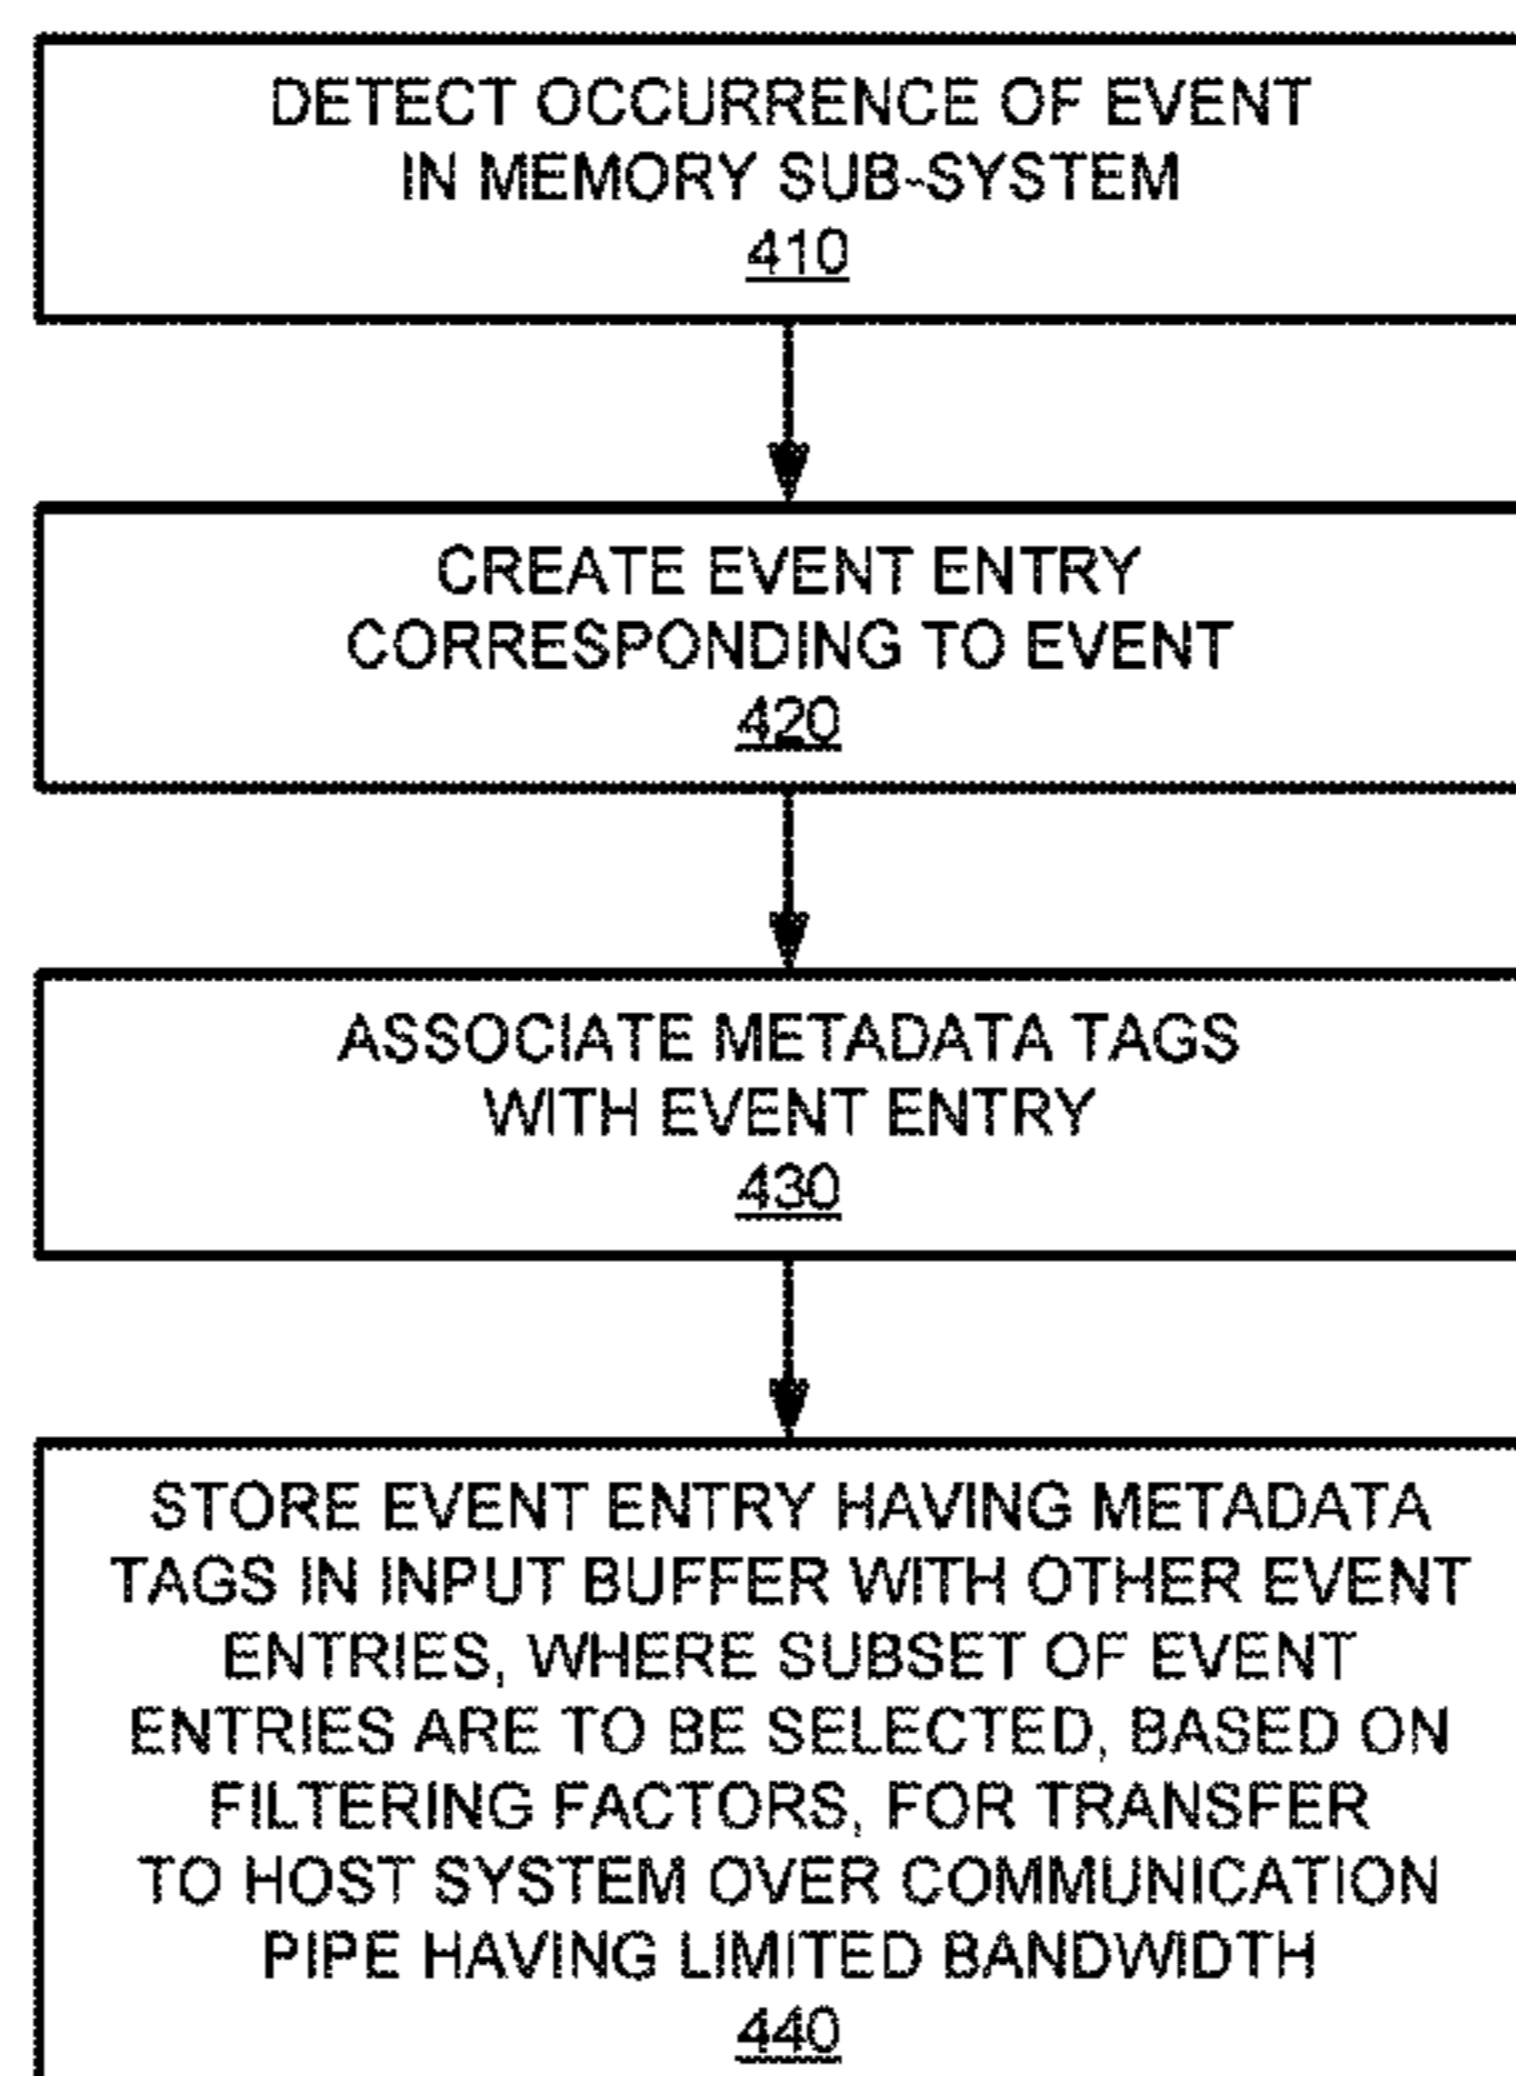 DETECT OCCURRENCE OF EVENT
IN MEMORY SUB-SYSTEM
410
CREATE EVENT ENTRY
CORRESPONDING TO EVENT
420
ASSOCIATE METADATA TAGS
WITH EVENT ENTRY
430
STORE EVENT ENTRY HAVING METADATA
TAGS IN INPUT BUFFER WITH OTHER EVENT
ENTRIES, WHERE SUBSET OF EVENT
ENTRIES ARE TO BE SELECTED, BASED ON
FILTERING FACTORS, FOR TRANSFER
TO HOST SYSTEM OVER COMMUNICATION
PIPE HAVING LIMITED BANDWIDTH
440